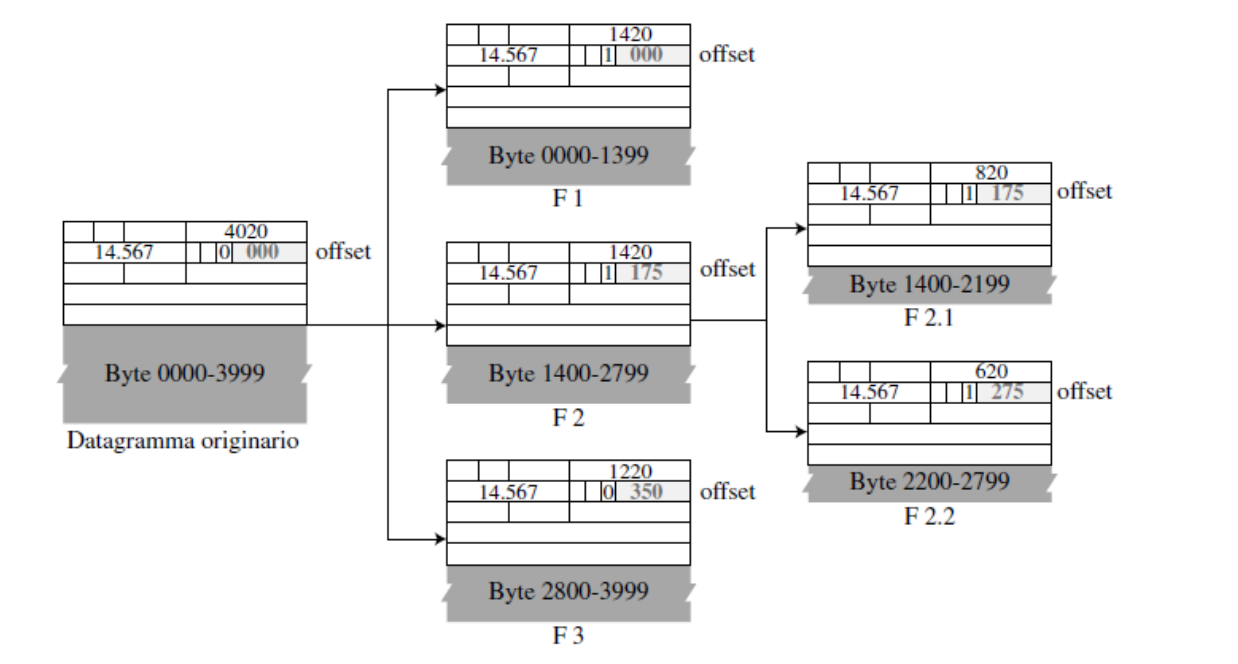 4020
14.567 0 000 offset
Byte 0000-3999
Datagramma originario
1420
14.567 1 000 offset
Byte 0000-1399
F 1
1420
14.567 1 175 offset
Byte 1400-2799
F 2
1220
14.567 0 350 offset
Byte 2800-3999
F 3
820
14.567 1 175 offset
Byte 1400-2199
F 2.1
620
14.567 1 275 offset
Byte 2200-2799
F 2.2